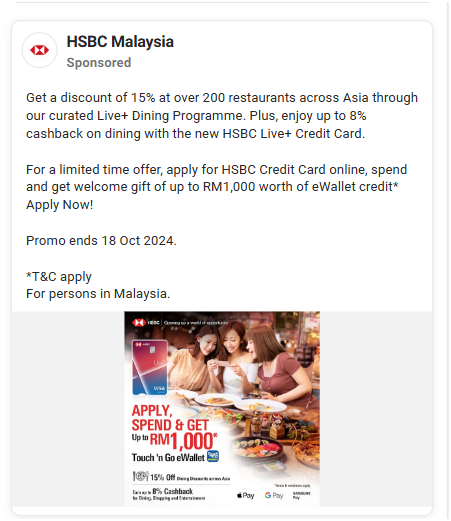 HSBC Malaysia
Sponsored
Get a discount of 15% at over 200 restaurants across Asia through
our curated Live+ Dining Programme. Plus, enjoy up to 8%
cashback on dining with the new HSBC Live+ Credit Card.
For a limited time offer, apply for HSBC Credit Card online, spend
and get welcome gift of up to RM1,000 worth of eWallet credit*
Apply Now!
Promo ends 18 Oct 2024.
*T&C apply
For persons in Malaysia.
HSBC | Opening up a world of opportunity
Live+
VISA
APPLY,
SPEND & GET
Up to RM1,000*
Touch 'n Go eWallet
15% Off Dining Discounts across Asia
*Terms & conditions apply
Earn up to 8% Cashback
for Dining, Shopping and Entertainment
Pay
G Pay
SAMSUNG
Pay